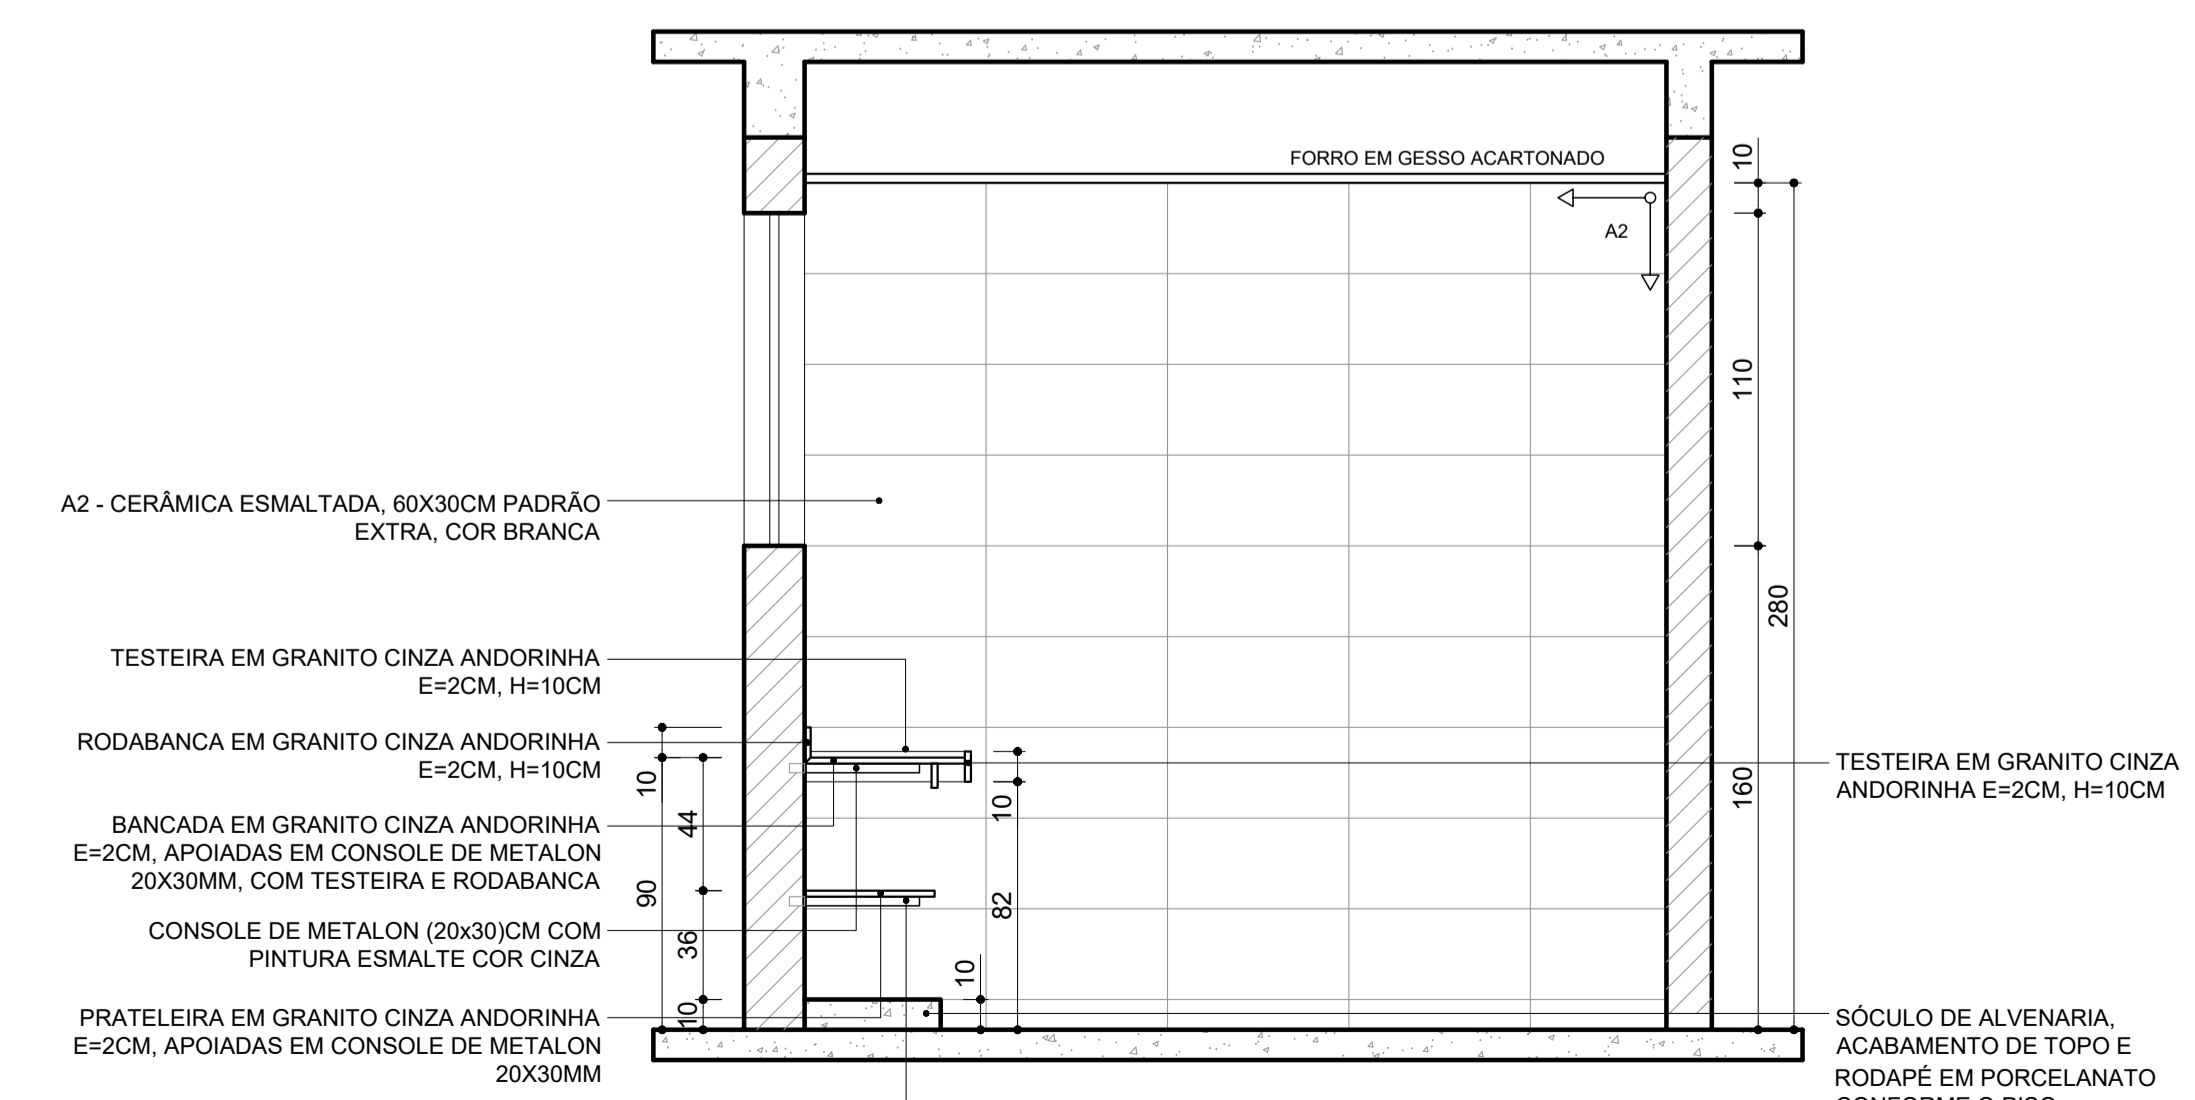 FORRO EM GESSO ACARTONADO
10
A2
110
A2 - CERÂMICA ESMALTADA, 60X30CM PADRÃO
EXTRA, COR BRANCA
280
TESTEIRA EM GRANITO CINZA ANDORINHA
E=2CM, H=10CM
RODABANCA EM GRANITO CINZA ANDORINHA
E=2CM, H=10CM
10
44
10
160
TESTEIRA EM GRANITO CINZA
ANDORINHA E=2CM, H=10CM
BANCADA EM GRANITO CINZA ANDORINHA
E=2CM, APOIADAS EM CONSOLE DE METALON
20X30MM, COM TESTEIRA E RODABANCA
90
82
CONSOLE DE METALON (20x30)CM COM
PINTURA ESMALTE COR CINZA
36
10
10
PRATELEIRA EM GRANITO CINZA ANDORINHA
E=2CM, APOIADAS EM CONSOLE DE METALON
20X30MM
SÓCULO DE ALVENARIA,
ACABAMENTO DE TOPO E
RODAPÉ EM PORCELANATO
CONFORME O PISO